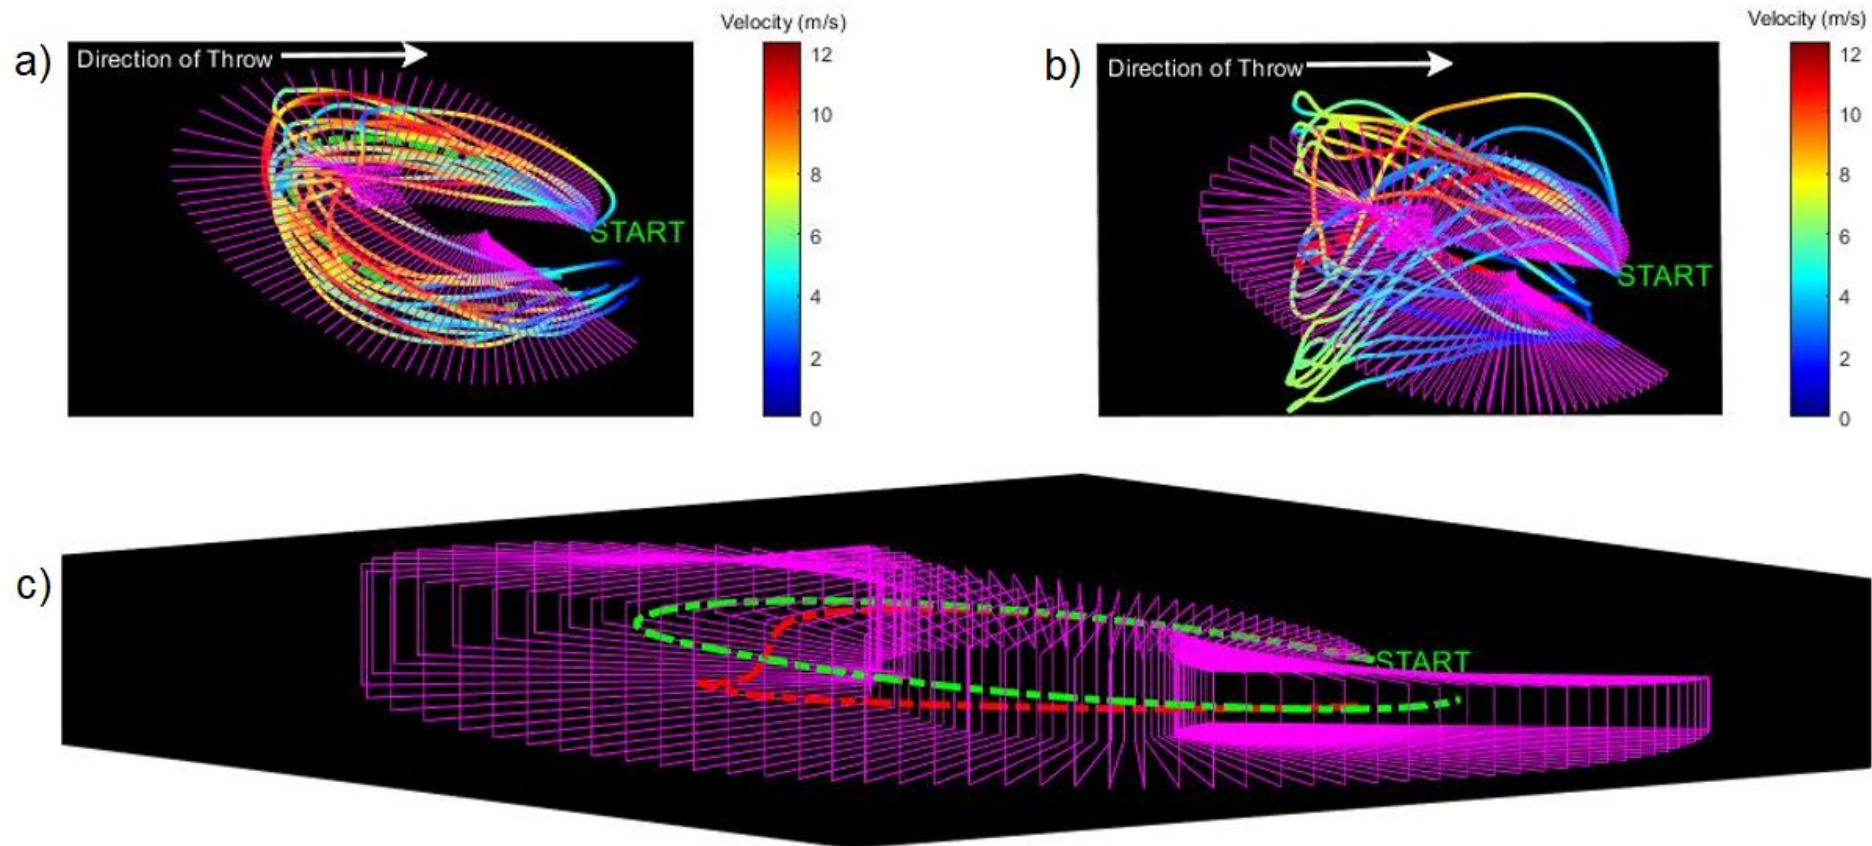 a)
Direction of Throw
START
Velocity (m/s)
12
10
8
6
4
2
0
b)
Direction of Throw
START
Velocity (m/s)
12
10
8
6
4
2
0
c)
START